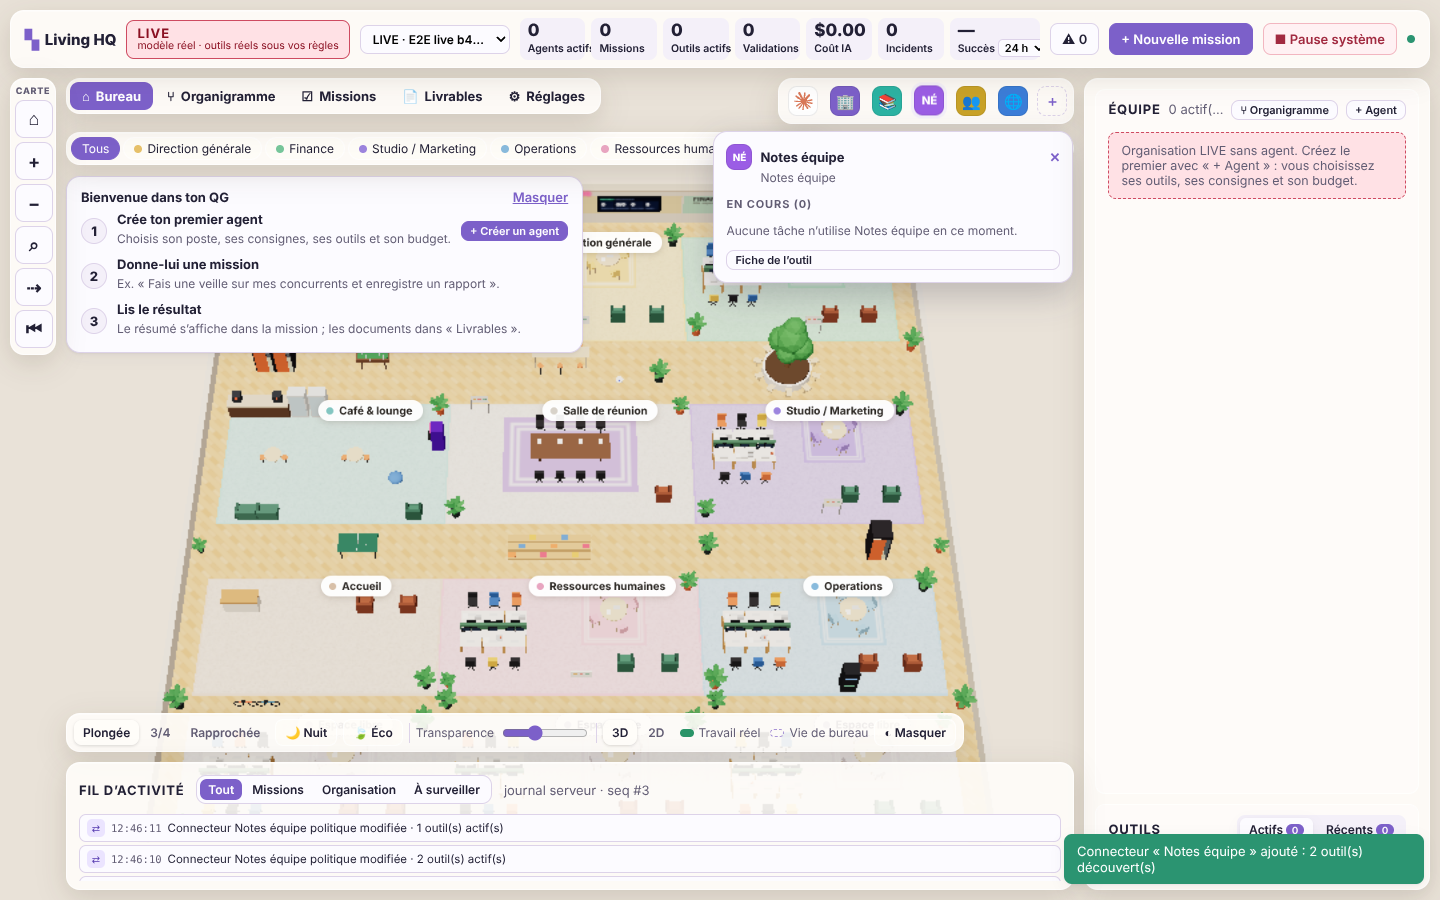 Living HQ
LIVE
modèle réel · outils réels sous vos règles
LIVE · E2E live b4...
0
Agents actifs
0
Missions
0
Outils actifs
0
Validations
$0.00
Coût IA
0
Incidents
—
Succès
24 h
0
+ Nouvelle mission
Pause système
CARTE
Bureau
Organigramme
Missions
Livrables
Réglages
NÉ
+
Tous
Direction générale
Finance
Studio / Marketing
Operations
Ressources huma
Bienvenue dans ton QG
Masquer
1
Crée ton premier agent
Choisis son poste, ses consignes, ses outils et son budget.
+ Créer un agent
2
Donne-lui une mission
Ex. « Fais une veille sur mes concurrents et enregistre un rapport ».
3
Lis le résultat
Le résumé s’affiche dans la mission ; les documents dans « Livrables ».
NÉ
Notes équipe
Notes équipe
EN COURS (0)
Aucune tâche n’utilise Notes équipe en ce moment.
Fiche de l’outil
ÉQUIPE
0 actif(...
Organigramme
+ Agent
Organisation LIVE sans agent. Créez le
premier avec « + Agent » : vous choisissez
ses outils, ses consignes et son budget.
tion générale
Café & lounge
Salle de réunion
Studio / Marketing
Accueil
Ressources humaines
Operations
Plongée
3/4
Rapprochée
Nuit
Éco
Transparence
3D
2D
Travail réel
Vie de bureau
Masquer
FIL D’ACTIVITÉ
Tout
Missions
Organisation
À surveiller
journal serveur · seq #3
12:46:11 Connecteur Notes équipe politique modifiée · 1 outil(s) actif(s)
12:46:10 Connecteur Notes équipe politique modifiée · 2 outil(s) actif(s)
OUTILS
Actifs 0
Récents 0
Connecteur « Notes équipe » ajouté : 2 outil(s)
découvert(s)